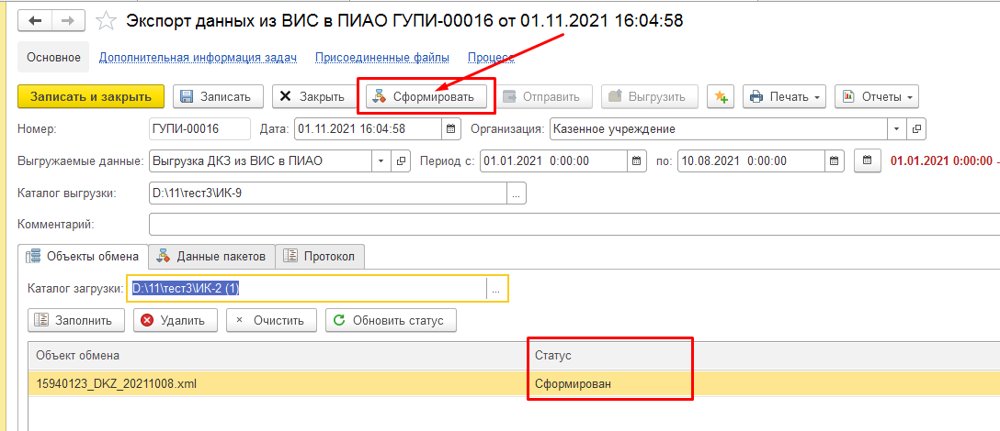 Экспорт данных из ВИС в ПИАО ГУПИ-00016 от 01.11.2021 16:04:58
Основное Дополнительная информация задач Присоединенные файлы Процесс
Записать и закрыть Записать Закрыть Сформировать Отправить Выгрузить Печать Отчеты
Номер: ГУПИ-00016 Дата: 01.11.2021 16:04:58 Организация: Казенное учреждение
Выгружаемые данные: Выгрузка ДКЗ из ВИС в ПИАО Период с: 01.01.2021 0:00:00 по: 10.08.2021 0:00:00 01.01.2021 0:00:00 -
Каталог выгрузки: D:\11\тест3\ИК-9 ...
Комментарий:
Объекты обмена Данные пакетов Протокол
Каталог загрузки: D:\11\тест3\ИК-2 (1) ...
Заполнить Удалить Очистить Обновить статус
Объект обмена Статус
15940123_DKZ_20211008.xml Сформирован